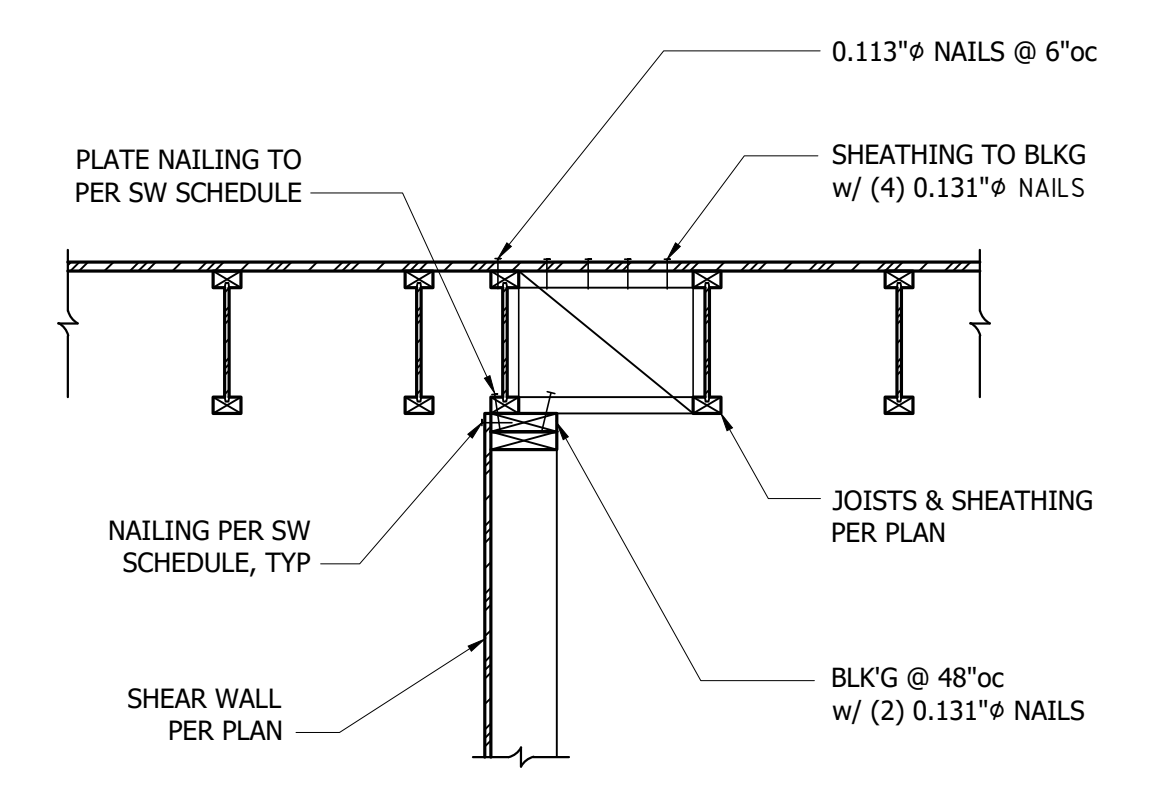 0.113"ø NAILS @ 6"oc
PLATE NAILING TO
PER SW SCHEDULE
SHEATHING TO BLKG
w/ (4) 0.131"ø NAILS
NAILING PER SW
SCHEDULE, TYP
JOISTS & SHEATHING
PER PLAN
SHEAR WALL
PER PLAN
BLK'G @ 48"oc
w/ (2) 0.131"ø NAILS